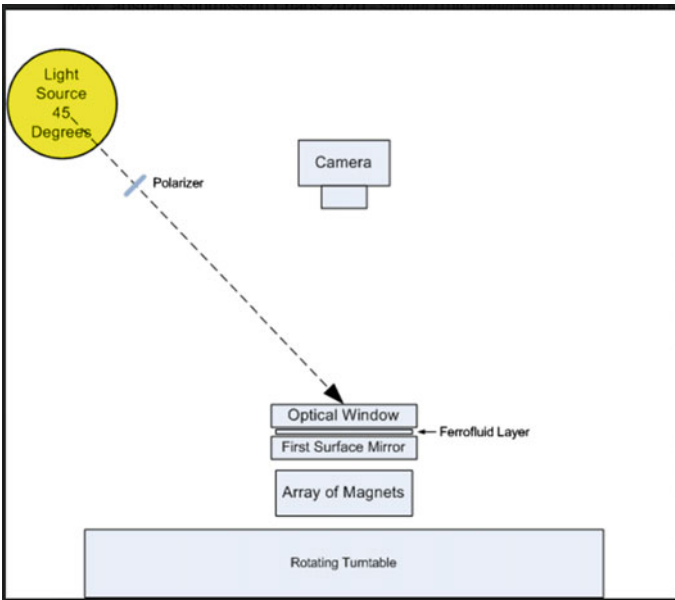 Light
Source
45
Degrees
Polarizer
Camera
Optical Window
Ferrofluid Layer
First Surface Mirror
Array of Magnets
Rotating Turntable